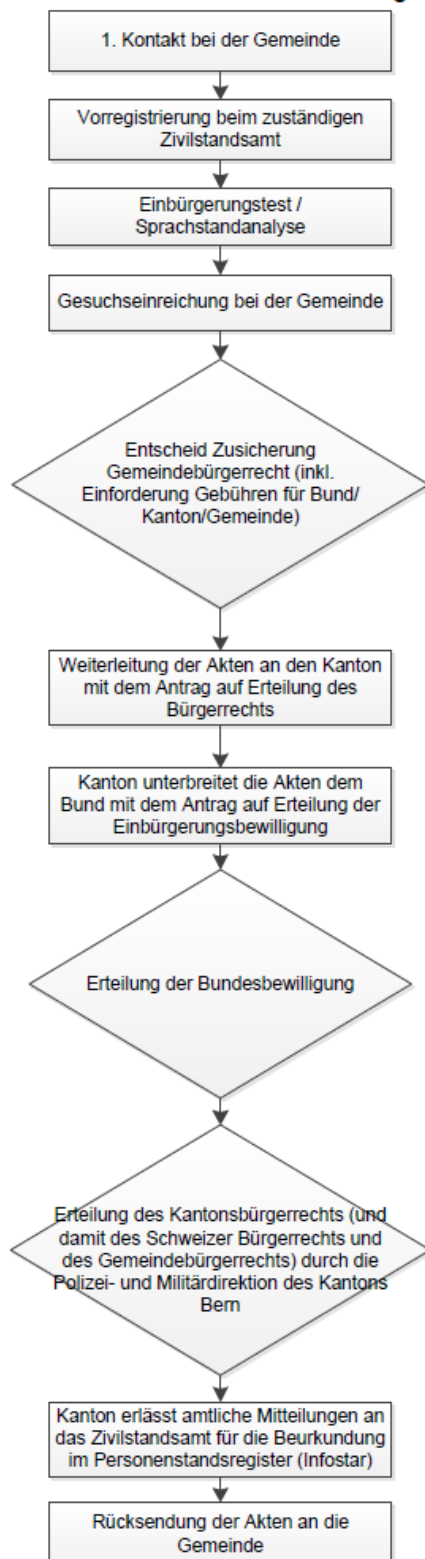 1. Kontakt bei der Gemeinde
Vorregistrierung beim zuständigen
Zivilstandsamt
Einbürgerungstest /
Sprachstandanalyse
Gesuchseinreichung bei der Gemeinde
Entscheid Zusicherung
Gemeindebürgerrecht (inkl.
Einforderung Gebühren für Bund/
Kanton/Gemeinde)
Weiterleitung der Akten an den Kanton
mit dem Antrag auf Erteilung des
Bürgerrechts
Kanton unterbreitet die Akten dem
Bund mit dem Antrag auf Erteilung der
Einbürgerungsbewilligung
Erteilung der Bundesbewilligung
Erteilung des Kantonsbürgerrechts (und
damit des Schweizer Bürgerrechts und
des Gemeindebürgerrechts) durch die
Polizei- und Militärdirektion des Kantons
Bern
Kanton erlässt amtliche Mitteilungen an
das Zivilstandsamt für die Beurkundung
im Personenstandsregister (Infostar)
Rücksendung der Akten an die
Gemeinde